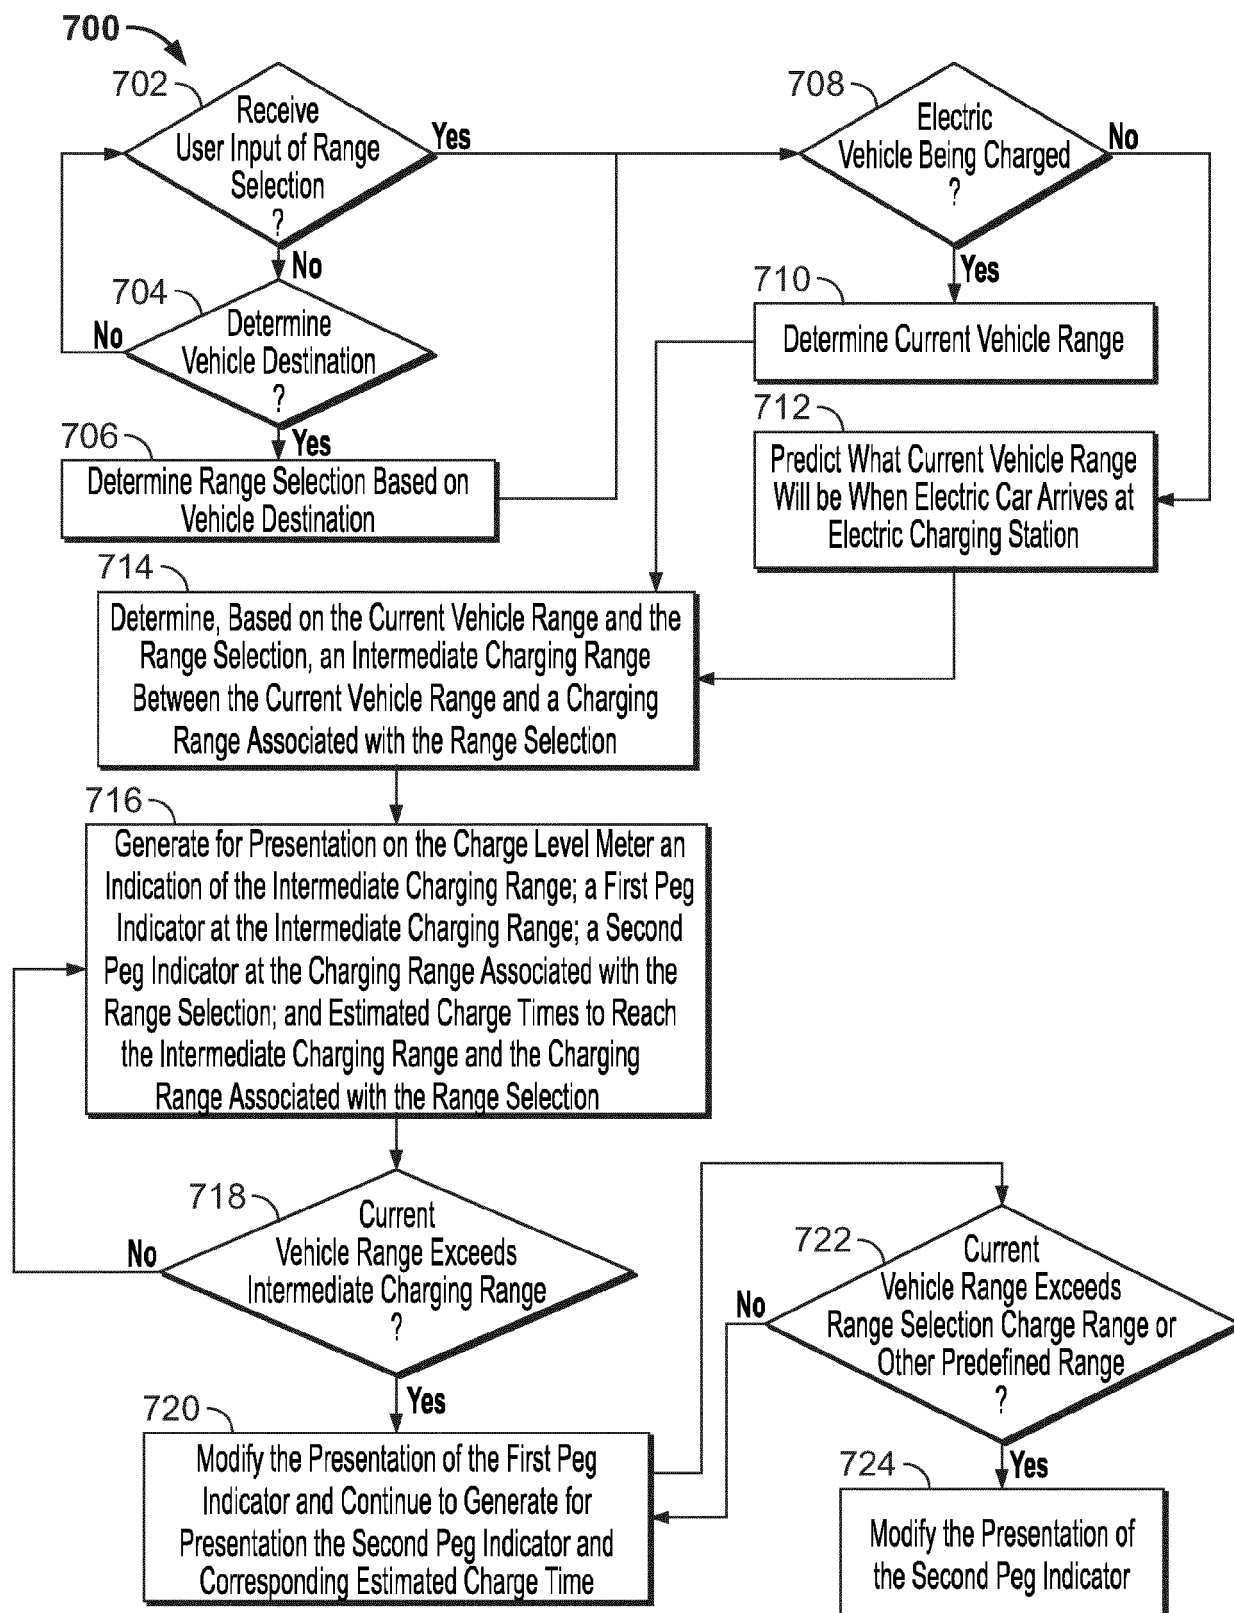 700
702
Receive
User Input of Range
Selection
?
Yes
No
704
Determine
Vehicle Destination
?
No
Yes
706
Determine Range Selection Based on
Vehicle Destination
708
Electric
Vehicle Being Charged
?
No
Yes
710
Determine Current Vehicle Range
712
Predict What Current Vehicle Range
Will be When Electric Car Arrives at
Electric Charging Station
714
Determine, Based on the Current Vehicle Range and the
Range Selection, an Intermediate Charging Range
Between the Current Vehicle Range and a Charging
Range Associated with the Range Selection
716
Generate for Presentation on the Charge Level Meter an
Indication of the Intermediate Charging Range; a First Peg
Indicator at the Intermediate Charging Range; a Second
Peg Indicator at the Charging Range Associated with the
Range Selection; and Estimated Charge Times to Reach
the Intermediate Charging Range and the Charging
Range Associated with the Range Selection
718
Current
Vehicle Range Exceeds
Intermediate Charging Range
?
No
Yes
720
Modify the Presentation of the First Peg
Indicator and Continue to Generate for
Presentation the Second Peg Indicator and
Corresponding Estimated Charge Time
722
Current
Vehicle Range Exceeds
Range Selection Charge Range or
Other Predefined Range
?
No
Yes
724
Modify the Presentation of
the Second Peg Indicator